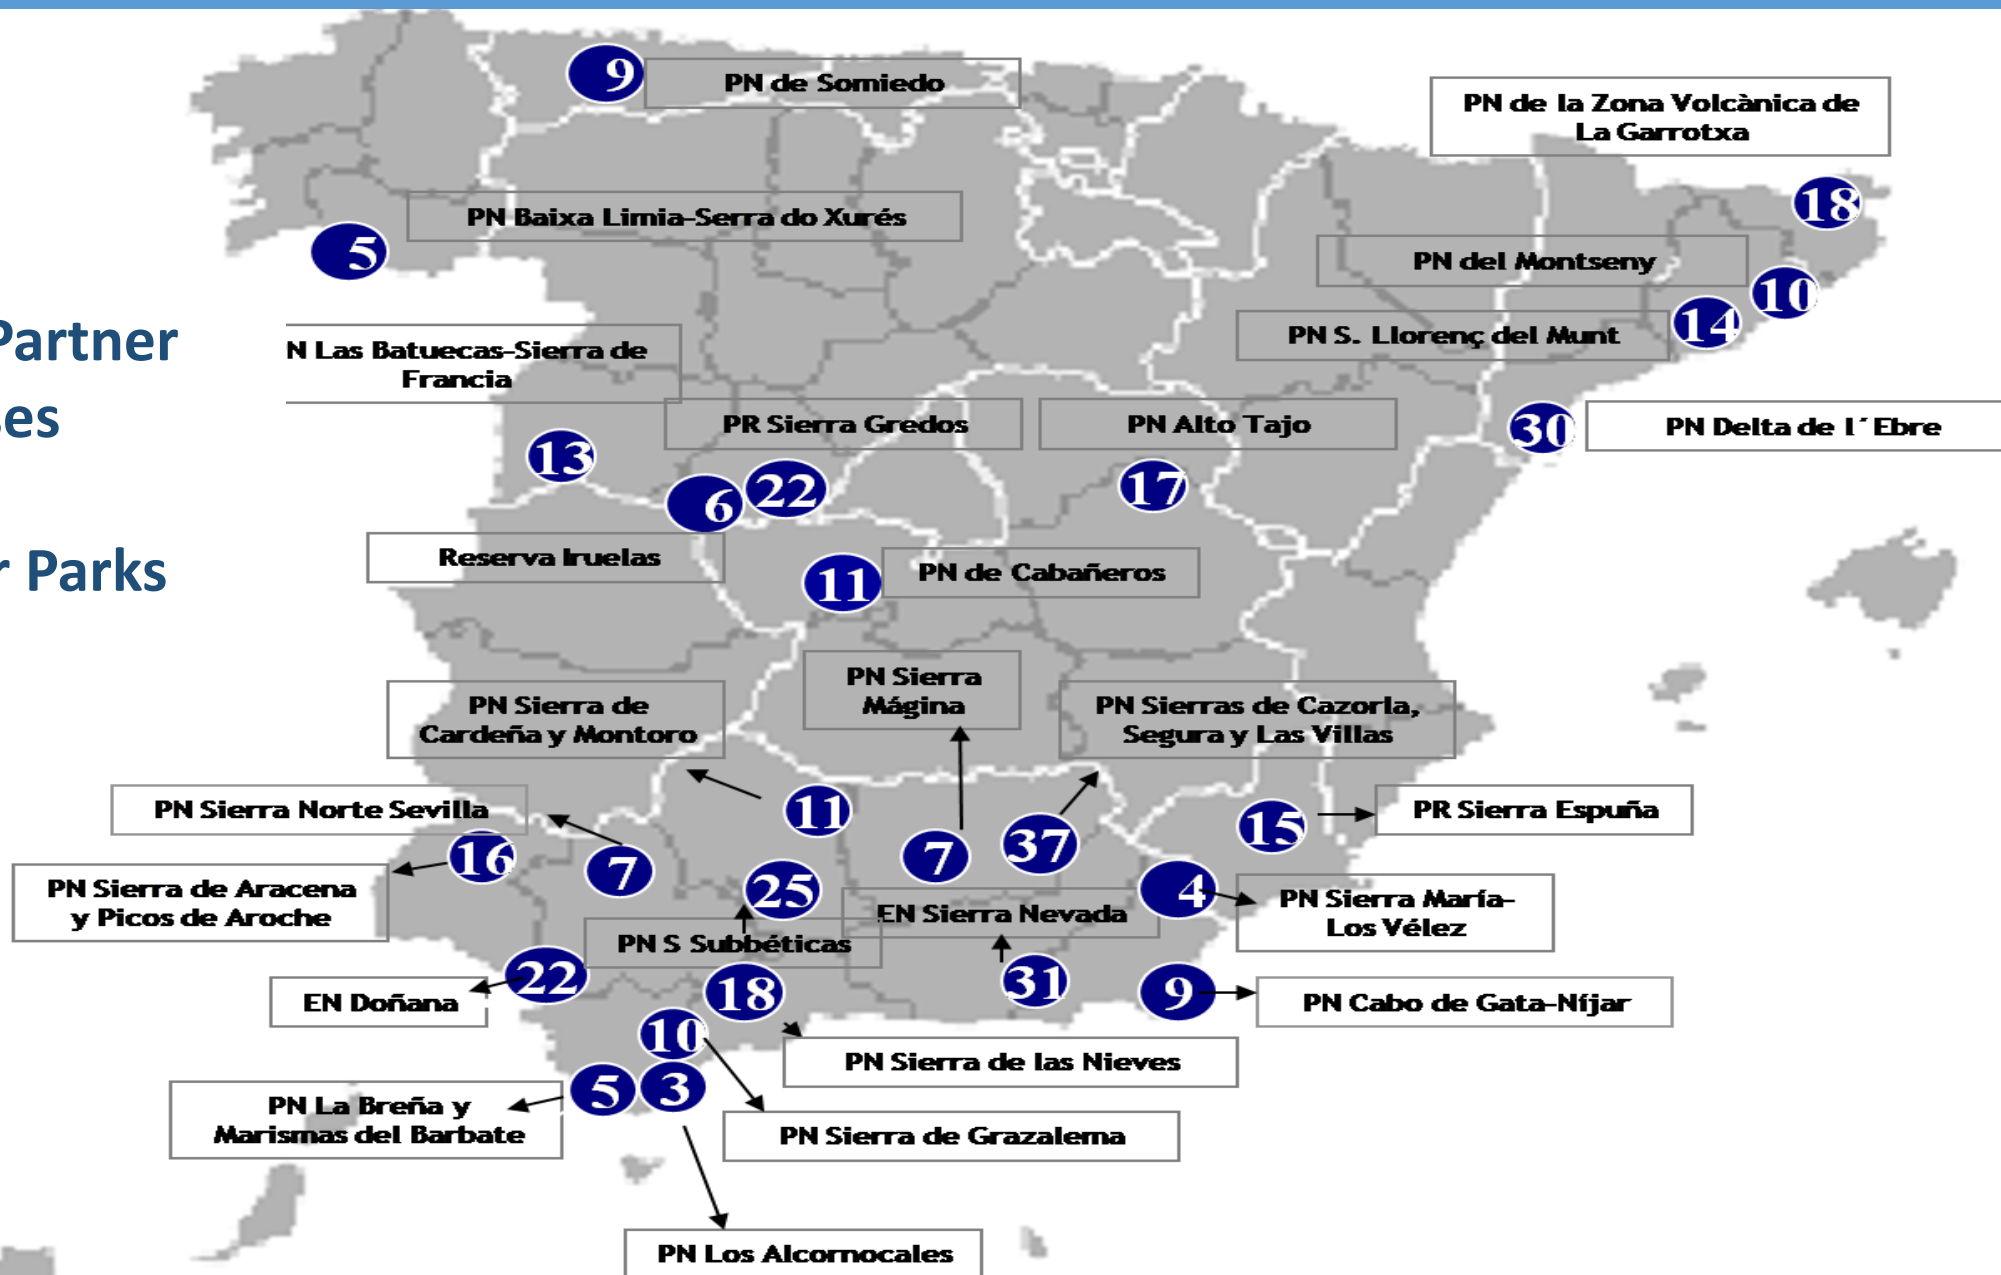 9
PN de Somiedo
PN de la Zona Volcànica de
La Garrotxa
18
PN Baixa Limia-Serra do Xurés
5
PN del Montseny
10
Partner
N Las Batuecas-Sierra de
Francia
PN S. Llorenç del Munt
14
ses
PR Sierra Gredos
PN Alto Tajo
30
PN Delta de l´Ebre
13
6
22
17
r Parks
Reserva Iruelas
11
PN de Cabañeros
PN Sierra
Mágina
PN Sierra de
Cardeña y Montoro
PN Sierras de Cazorla,
Segura y Las Villas
PN Sierra Norte Sevilla
11
15
PR Sierra Espuña
16
7
7
37
PN Sierra de Aracena
y Picos de Aroche
25
EN Sierra Nevada
4
PN Sierra María-
Los Vélez
PN S Subbéticas
22
EN Doñana
18
31
9
PN Cabo de Gata-Níjar
10
PN Sierra de las Nieves
5
3
PN La Breña y
Marismas del Barbate
PN Sierra de Grazalema
PN Los Alcornocales